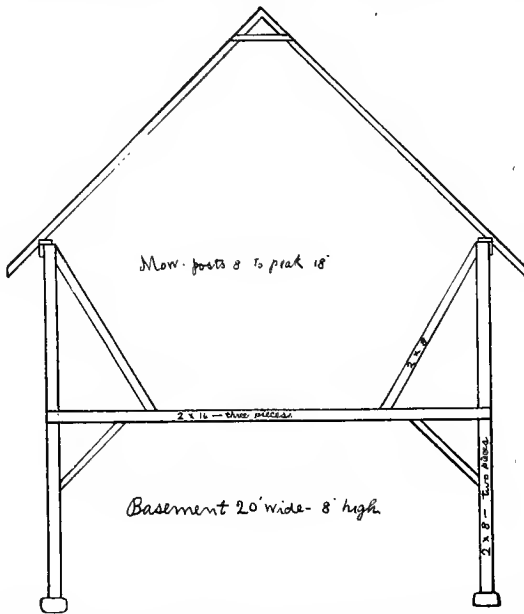 Mow. posts 8 to peak 18'
2 x 8
2 x 16 — three pieces
2 x 8 — two pieces
Basement 20' wide - 8' high